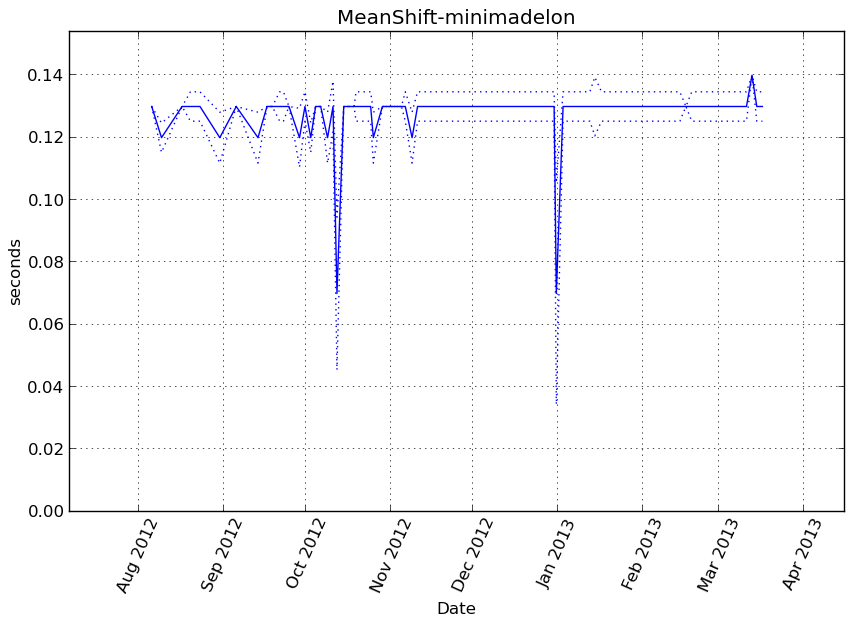 MeanShift-minimadelon
0.14
0.12
0.10
0.08
0.06
0.04
0.02
0.00
seconds
Aug 2012
Sep 2012
Oct 2012
Nov 2012
Dec 2012
Jan 2013
Feb 2013
Mar 2013
Apr 2013
Date